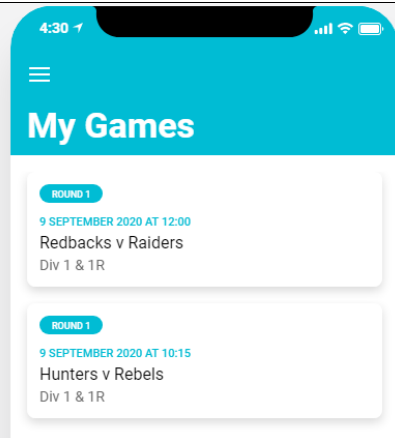 4:30
My Games
ROUND 1
9 SEPTEMBER 2020 AT 12:00
Redbacks v Raiders
Div 1 & 1R
ROUND 1
9 SEPTEMBER 2020 AT 10:15
Hunters v Rebels
Div 1 & 1R